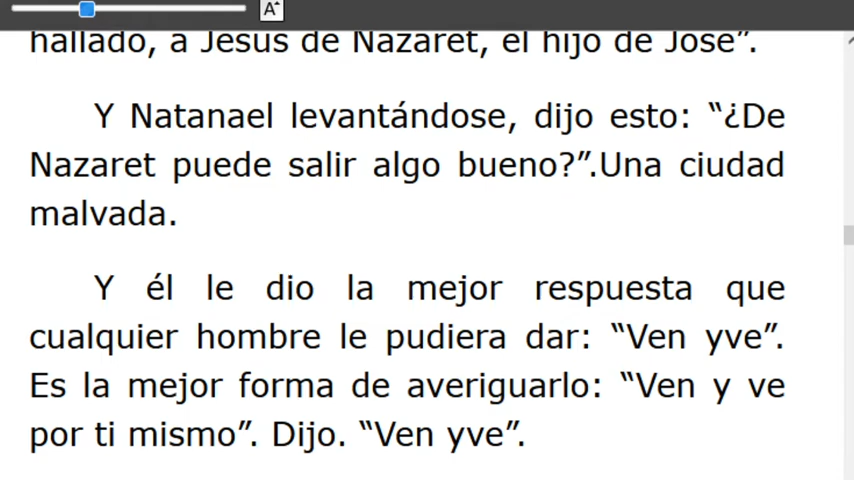 A
hallado, a Jesús de Nazaret, el hijo de José”.
Y Natanael levantándose, dijo esto: “¿De
Nazaret puede salir algo bueno?”.Una ciudad
malvada.
Y él le dio la mejor respuesta que
cualquier hombre le pudiera dar: “Ven yve”.
Es la mejor forma de averiguarlo: “Ven y ve
por ti mismo”. Dijo. “Ven yve”.